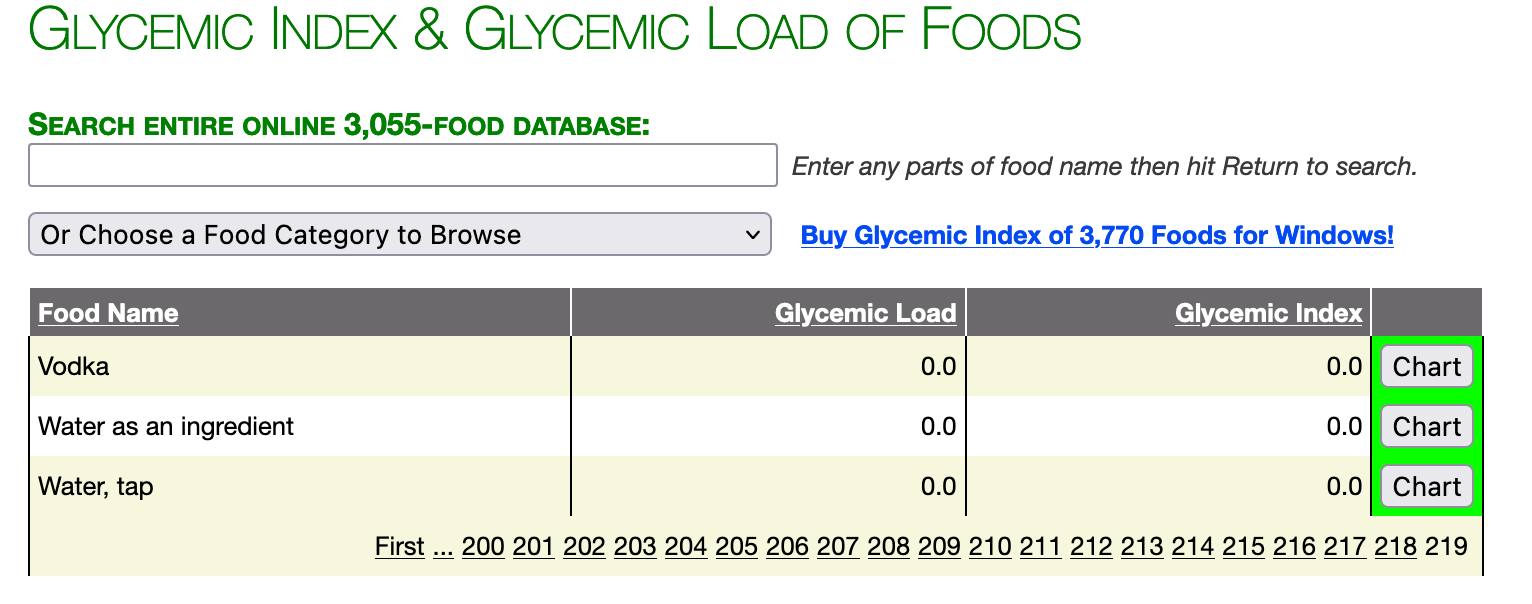 Glycemic Index & Glycemic Load of Foods
Search entire online 3,055-food database:
Enter any parts of food name then hit Return to search.
Or Choose a Food Category to Browse Buy Glycemic Index of 3,770 Foods for Windows!
Food Name Glycemic Load Glycemic Index
Vodka 0.0 0.0 Chart
Water as an ingredient 0.0 0.0 Chart
Water, tap 0.0 0.0 Chart
First ... 200 201 202 203 204 205 206 207 208 209 210 211 212 213 214 215 216 217 218 219